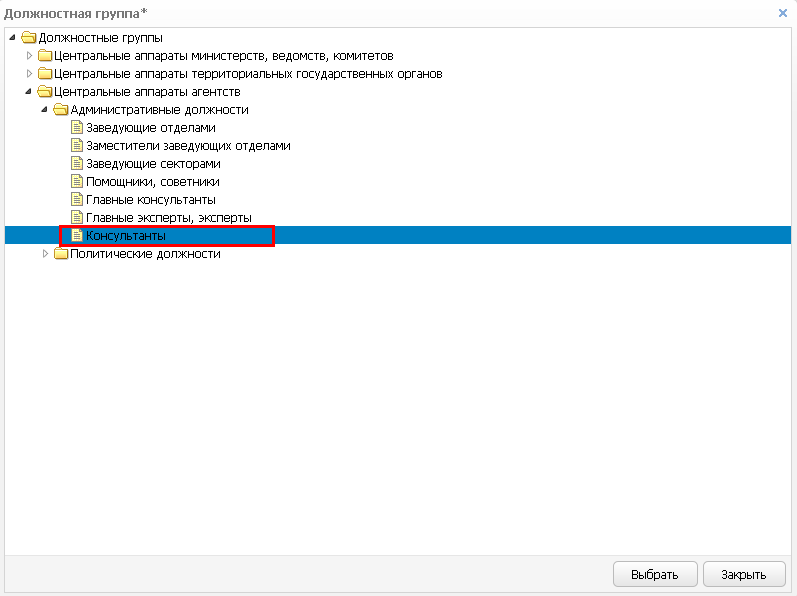 Должностная группа*
Должностные группы
Центральные аппараты министерств, ведомств, комитетов
Центральные аппараты территориальных государственных органов
Центральные аппараты агентств
Административные должности
Заведующие отделами
Заместители заведующих отделами
Заведующие секторами
Помощники, советники
Главные консультанты
Главные эксперты, эксперты
Консультанты
Политические должности
Выбрать
Закрыть